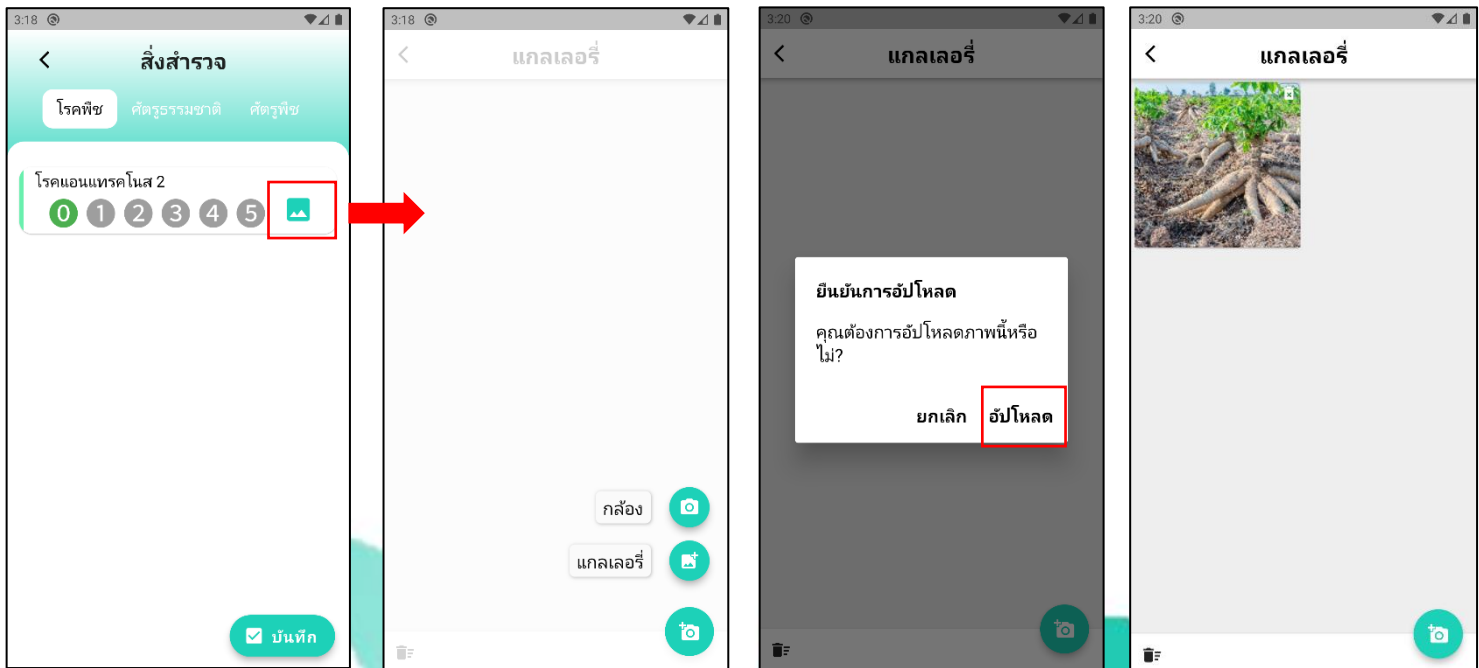 3:18
สิ่งสำรวจ
โรคพืช ศัตรูธรรมชาติ ศัตรูพืช
โรคแอนแทรคโนส 2
0 1 2 3 4 5
บันทึก
3:18
แกลเลอรี่
กล้อง
แกลเลอรี่
3:20
แกลเลอรี่
ยืนยันการอัปโหลด
คุณต้องการอัปโหลดภาพนี้หรือ
ไม่?
ยกเลิก อัปโหลด
3:20
แกลเลอรี่